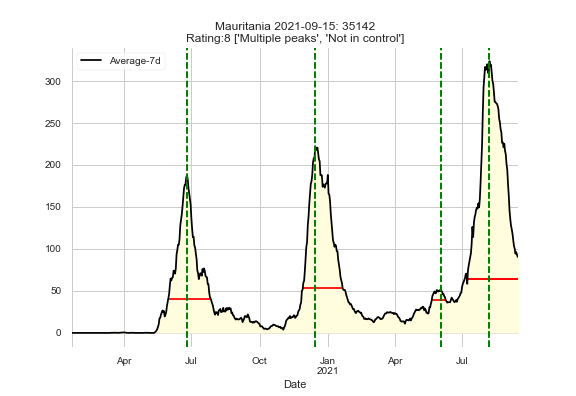 Mauritania 2021-09-15: 35142
Rating:8 ['Multiple peaks', 'Not in control']
Average-7d
300
250
200
150
100
50
0
Apr Jul Oct Jan Apr Jul
2021
Date